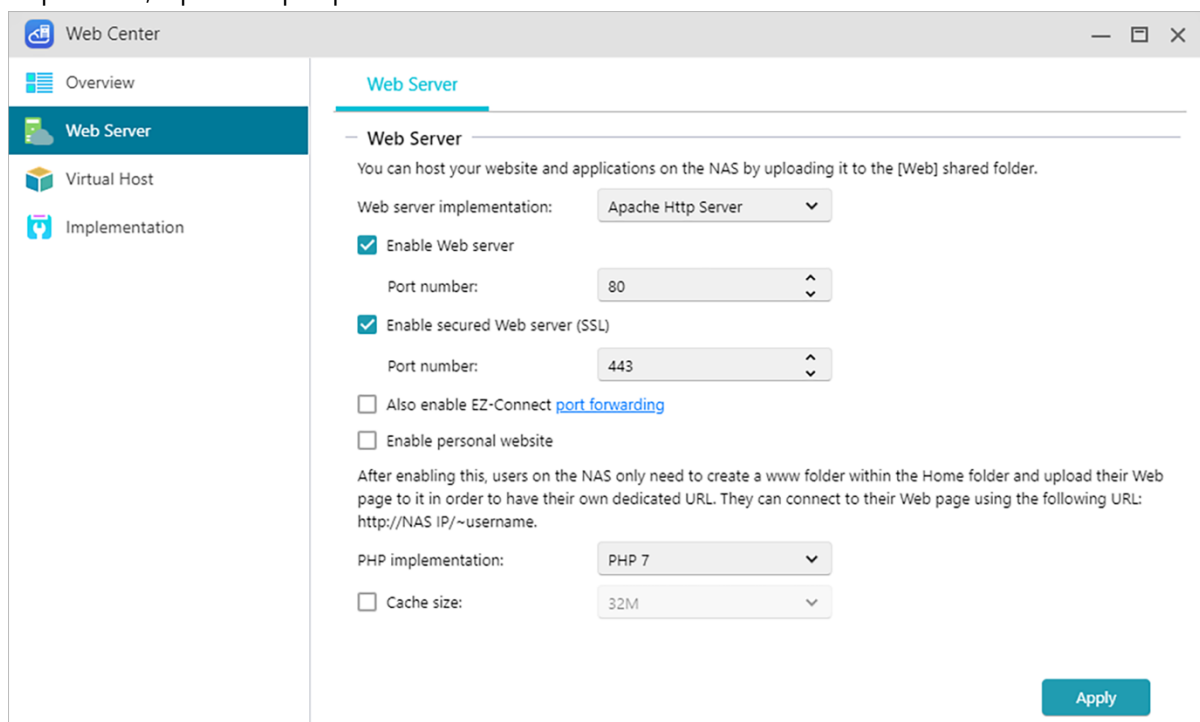 Web Center
Overview
Web Server
Virtual Host
Implementation
Web Server
Web Server
You can host your website and applications on the NAS by uploading it to the [Web] shared folder.
Web server implementation: Apache Http Server
Enable Web server
Port number: 80
Enable secured Web server (SSL)
Port number: 443
Also enable EZ-Connect port forwarding
Enable personal website
After enabling this, users on the NAS only need to create a www folder within the Home folder and upload their Web
page to it in order to have their own dedicated URL. They can connect to their Web page using the following URL:
http://NAS IP/~username.
PHP implementation: PHP 7
Cache size: 32M
Apply